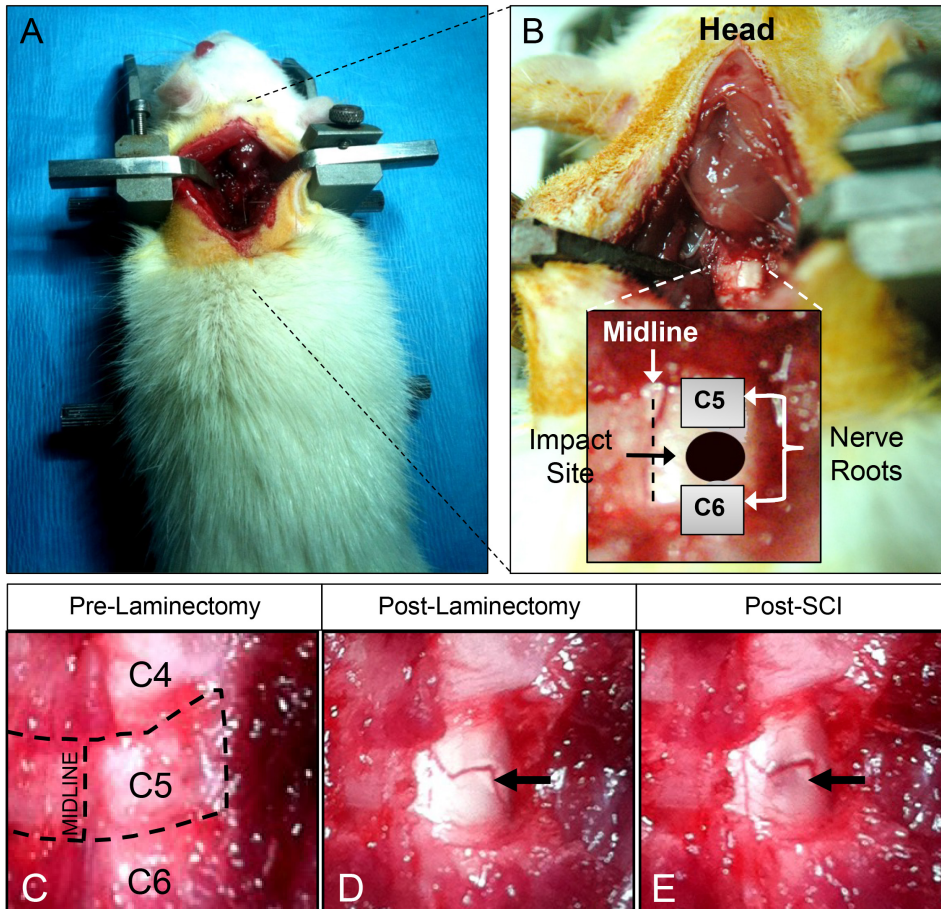 A
B
Head
Midline
C5
Impact
Site
Nerve
Roots
C6
Pre-Laminectomy
Post-Laminectomy
Post-SCI
C4
MIDLINE
C5
C6
C
D
E